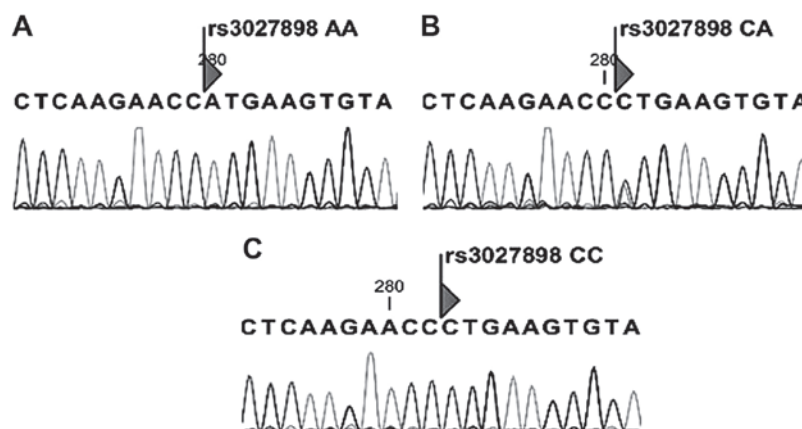 A
rs3027898 AA
280
CTCAAGAACCATGAAGTGTA
B
rs3027898 CA
280
CTCAAGAACCCTGAAGTGTA
C
rs3027898 CC
280
CTCAAGAACCCTGAAGTGTA